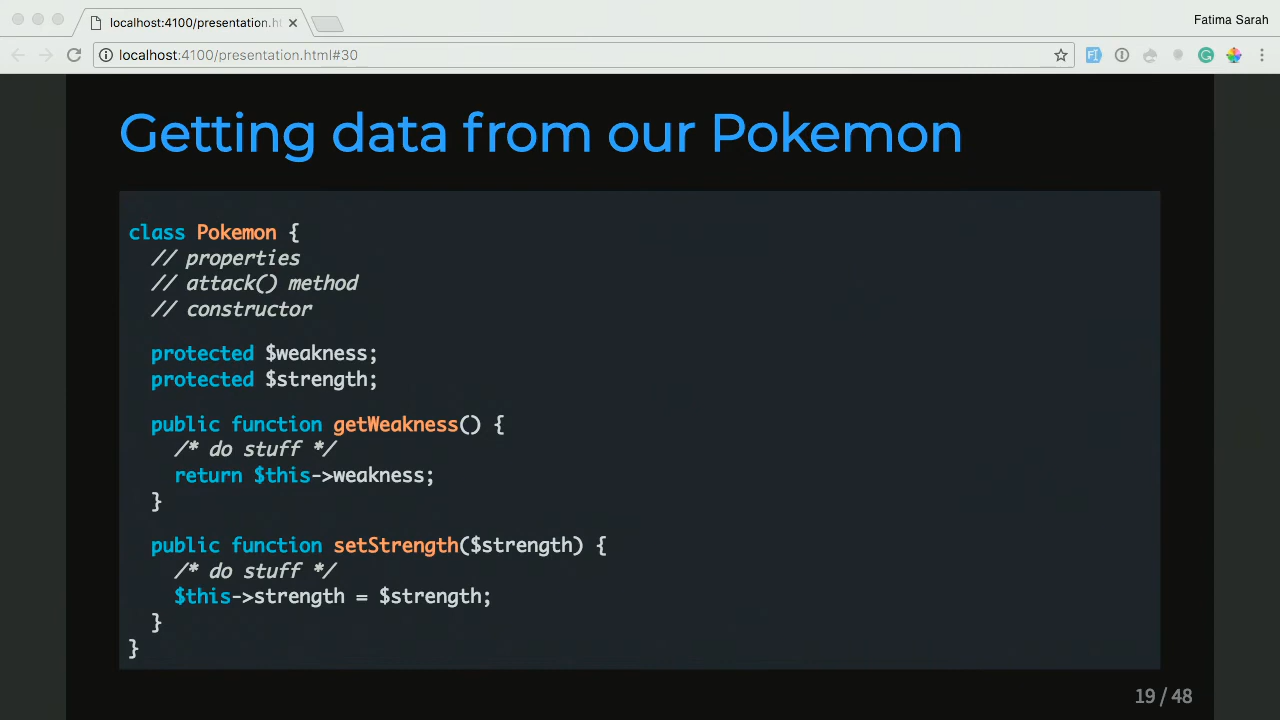 localhost:4100/presentation.ht
Fatima Sarah
localhost:4100/presentation.html#30
Getting data from our Pokemon
class Pokemon {
// properties
// attack() method
// constructor
protected $weakness;
protected $strength;
public function getWeakness() {
/* do stuff */
return $this->weakness;
}
public function setStrength($strength) {
/* do stuff */
$this->strength = $strength;
}
}
19 / 48